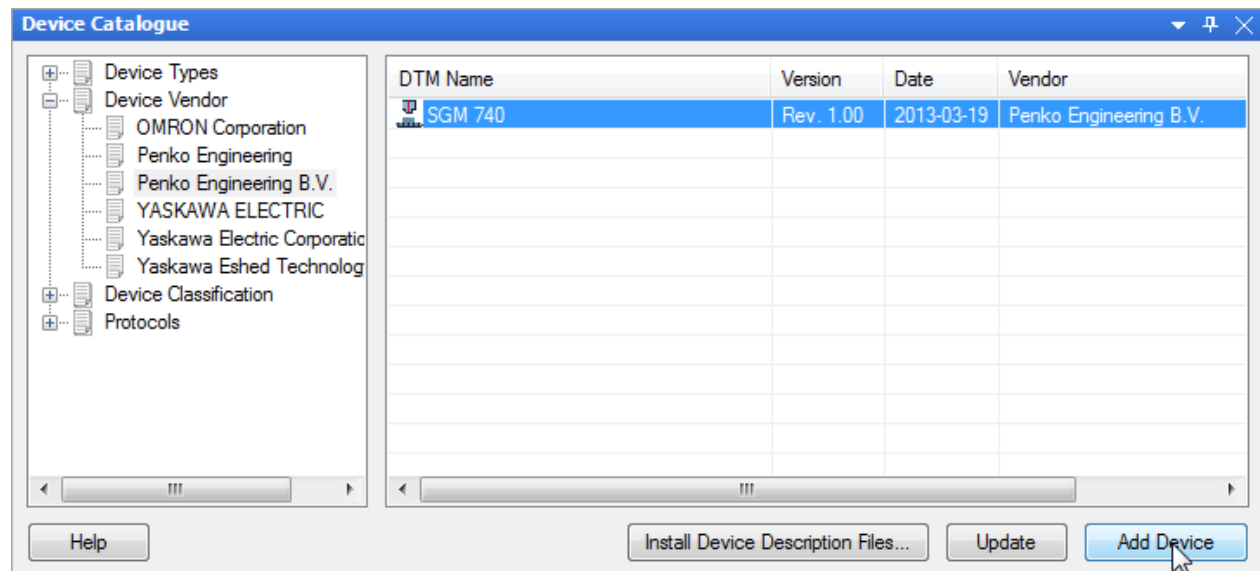 Device Catalogue
Device Types
Device Vendor
OMRON Corporation
Penko Engineering
Penko Engineering B.V.
YASKAWA ELECTRIC
Yaskawa Electric Corporatic
Yaskawa Eshed Technolog
Device Classification
Protocols
DTM Name Version Date Vendor
SGM 740 Rev. 1.00 2013-03-19 Penko Engineering B.V.
Help Install Device Description Files... Update Add Device